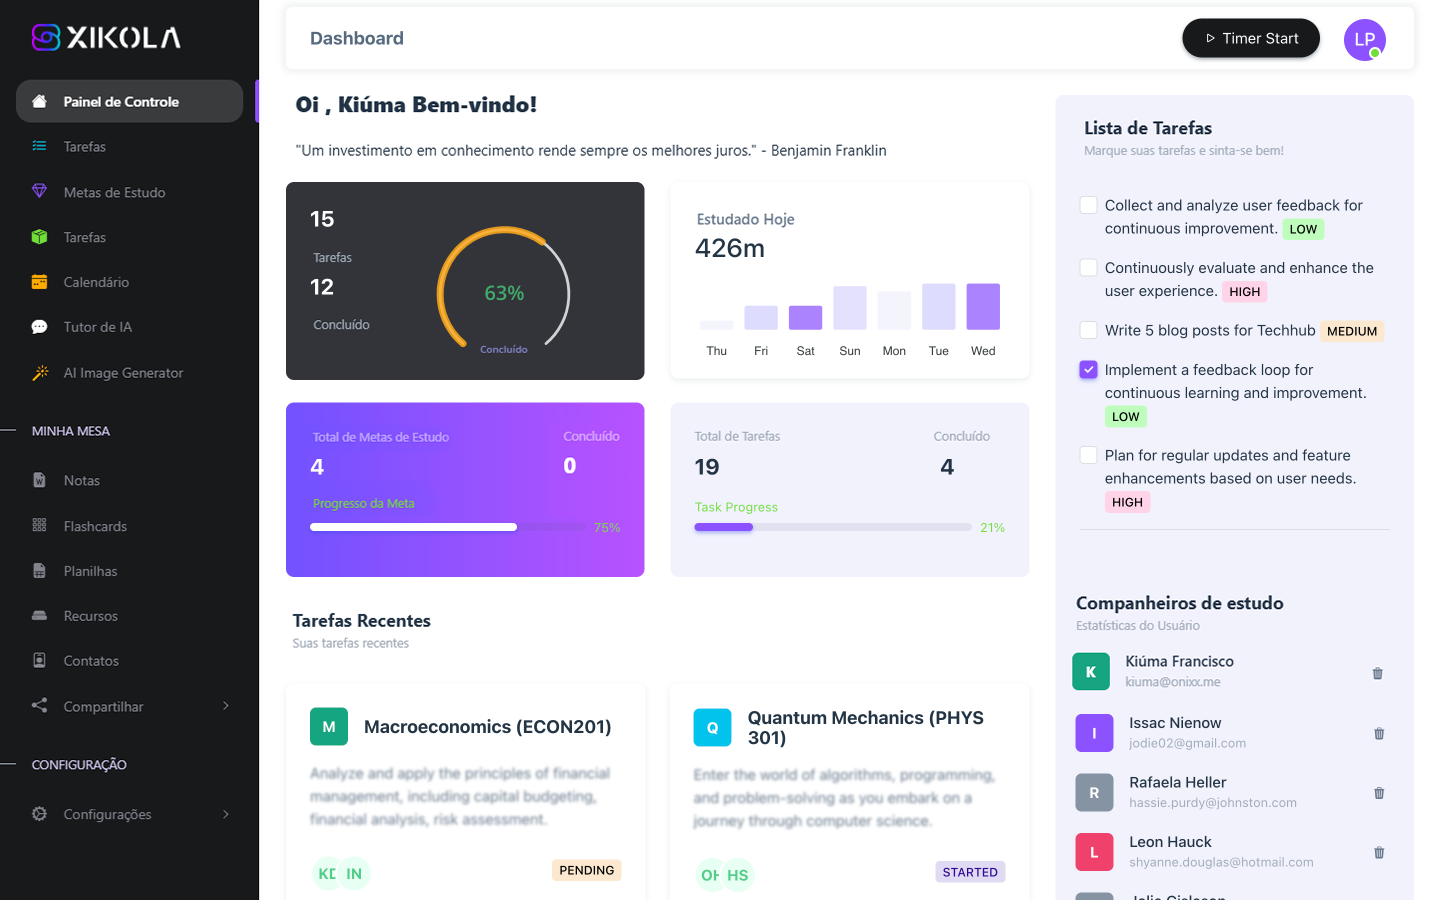 XIKOLA
Painel de Controle
Tarefas
Metas de Estudo
Tarefas
Calendário
Tutor de IA
AI Image Generator
MINHA MESA
Notas
Flashcards
Planilhas
Recursos
Contatos
Compartilhar
CONFIGURAÇÃO
Configurações
Dashboard
Timer Start
LP
Oi , Kiúma Bem-vindo!
"Um investimento em conhecimento rende sempre os melhores juros." - Benjamin Franklin
15
Tarefas
12
Concluído
63%
Concluído
Estudado Hoje
426m
Thu Fri Sat Sun Mon Tue Wed
Total de Metas de Estudo Concluído
4 0
Progresso da Meta
75%
Total de Tarefas Concluído
19 4
Task Progress
21%
Tarefas Recentes
Suas tarefas recentes
M Macroeconomics (ECON201)
Analyze and apply the principles of financial
management, including capital budgeting,
financial analysis, risk assessment.
IN
PENDING
Q Quantum Mechanics (PHYS
301)
Enter the world of algorithms, programming,
and problem-solving as you embark on a
journey through computer science.
HS
STARTED
Lista de Tarefas
Marque suas tarefas e sinta-se bem!
Collect and analyze user feedback for
continuous improvement. LOW
Continuously evaluate and enhance the
user experience. HIGH
Write 5 blog posts for Techhub MEDIUM
Implement a feedback loop for
continuous learning and improvement.
LOW
Plan for regular updates and feature
enhancements based on user needs.
HIGH
Companheiros de estudo
Estatísticas do Usuário
K Kiúma Francisco
kiuma@onixx.me
I Issac Nienow
jodie02@gmail.com
R Rafaela Heller
hassie.purdy@johnston.com
L Leon Hauck
shyanne.douglas@hotmail.com